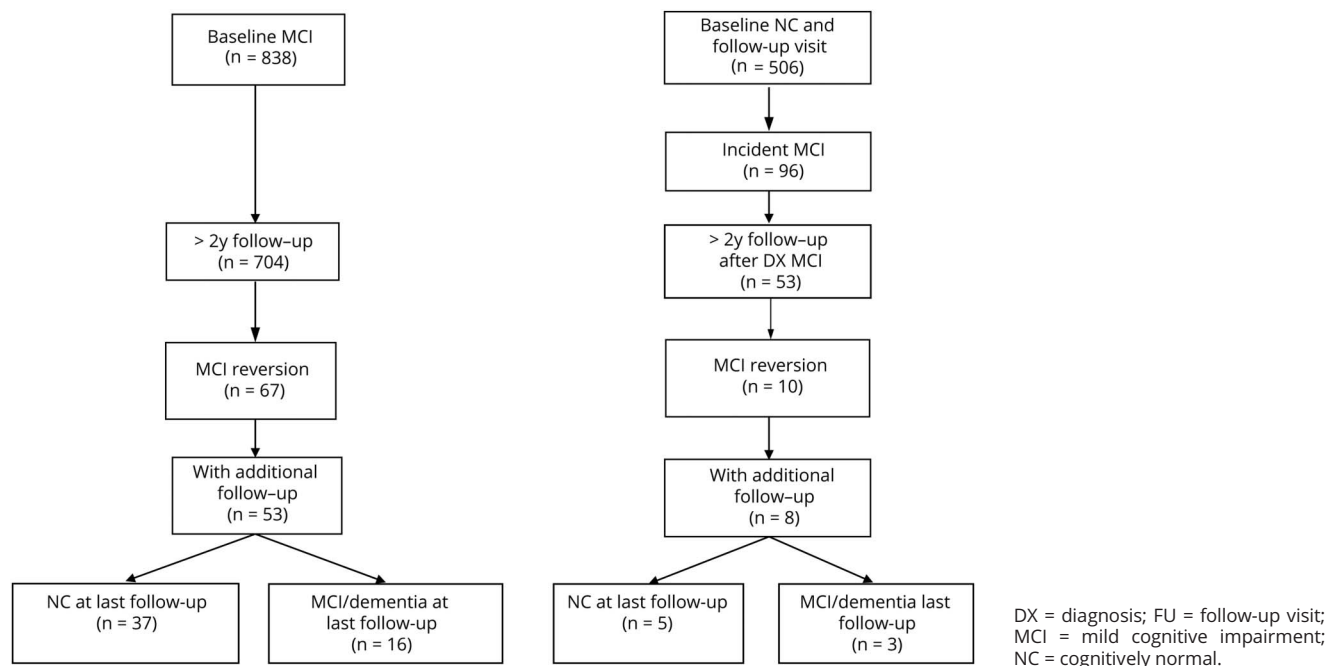 Baseline MCI
(n = 838)
> 2y follow–up
(n = 704)
MCI reversion
(n = 67)
With additional
follow–up
(n = 53)
NC at last follow-up
(n = 37)
MCI/dementia at
last follow-up
(n = 16)
Baseline NC and
follow-up visit
(n = 506)
Incident MCI
(n = 96)
> 2y follow–up
after DX MCI
(n = 53)
MCI reversion
(n = 10)
With additional
follow–up
(n = 8)
NC at last follow-up
(n = 5)
MCI/dementia last
follow-up
(n = 3)
DX = diagnosis; FU = follow-up visit;
MCI = mild cognitive impairment;
NC = cognitively normal.